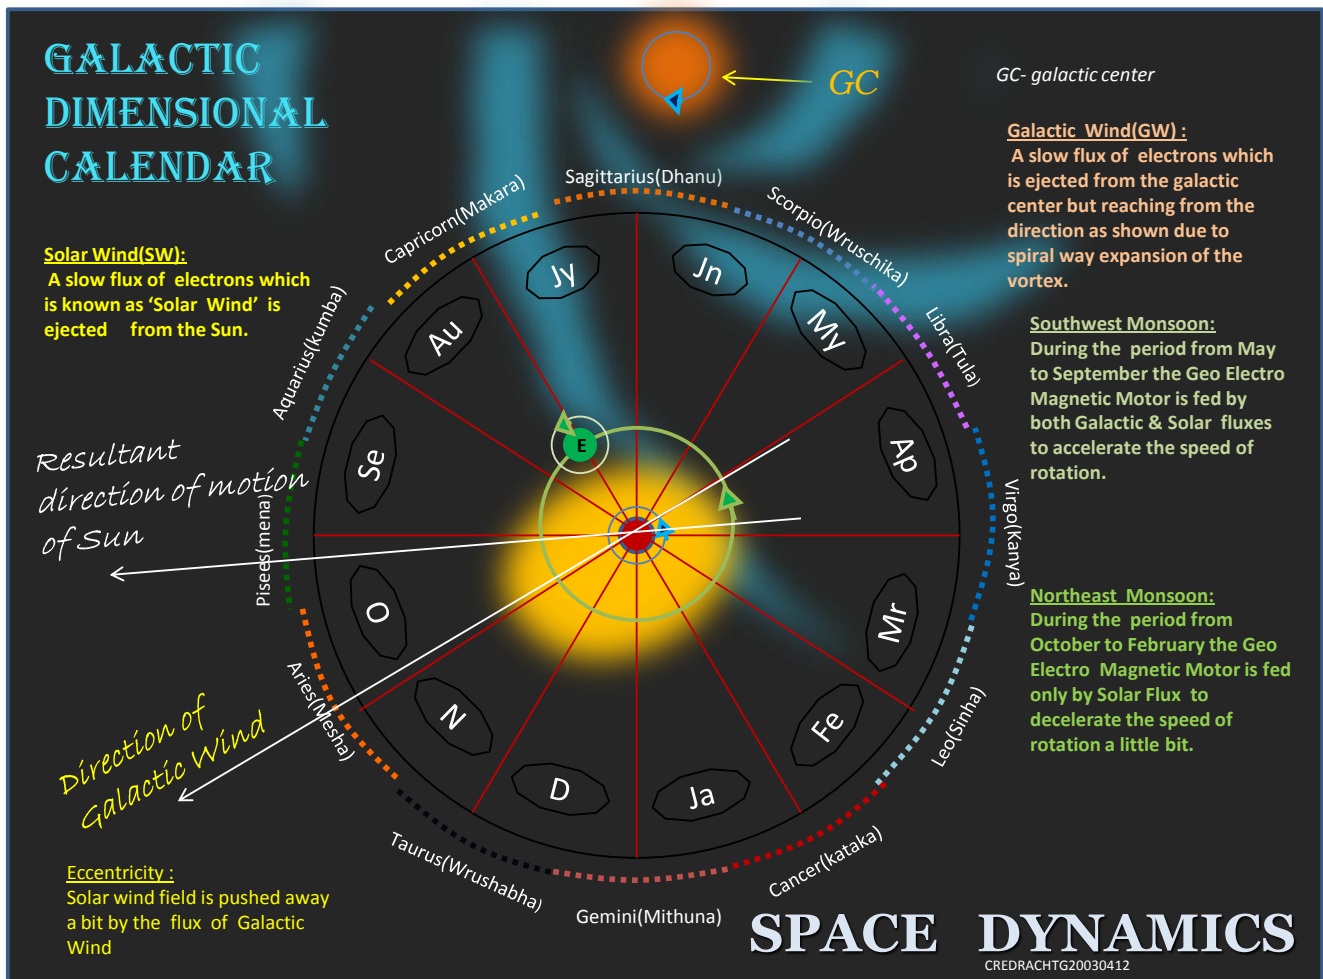 GALACTIC
DIMENSIONAL
CALENDAR
GC
GC- galactic center
Galactic Wind(GW) :
A slow flux of electrons which
is ejected from the galactic
center but reaching from the
direction as shown due to
spiral way expansion of the
vortex.
Solar Wind(SW):
A slow flux of electrons which
is known as ‘Solar Wind’ is
ejected from the Sun.
Southwest Monsoon:
During the period from May
to September the Geo Electro
Magnetic Motor is fed by
both Galactic & Solar fluxes
to accelerate the speed of
rotation.
Northeast Monsoon:
During the period from
October to February the Geo
Electro Magnetic Motor is fed
only by Solar Flux to
decelerate the speed of
rotation a little bit.
Sagittarius(Dhanu)
Scorpio(Wruschika)
Libra(Tula)
Virgo(Kanya)
Leo(Sinha)
Cancer(kataka)
Gemini(Mithuna)
Taurus(Wrushabha)
Aries(Mesha)
Pisees(mena)
Aquarius(kumba)
Capricorn(Makara)
Jy
Jn
My
Ap
Mr
Fe
Ja
D
N
O
Se
Au
E
Resultant
direction of motion
of Sun
Direction of
Galactic Wind
Eccentricity :
Solar wind field is pushed away
a bit by the flux of Galactic
Wind
SPACE DYNAMICS
CREDRACHTG20030412